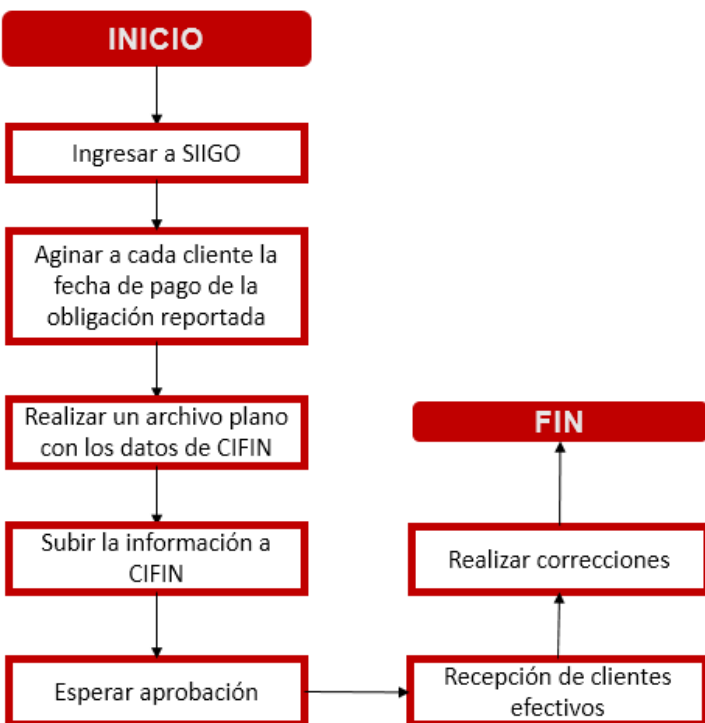 INICIO
Ingresar a SIIGO
Aginar a cada cliente la
fecha de pago de la
obligación reportada
Realizar un archivo plano
con los datos de CIFIN
Subir la información a
CIFIN
Esperar aprobación
Recepción de clientes
efectivos
Realizar correcciones
FIN